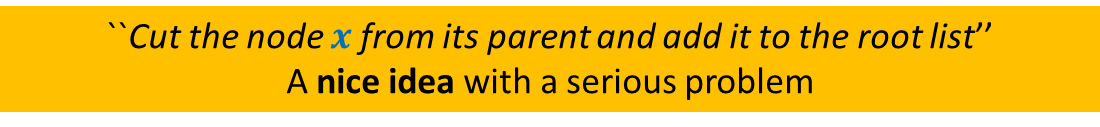 ``Cut the node x from its parent and add it to the root list’’
A nice idea with a serious problem